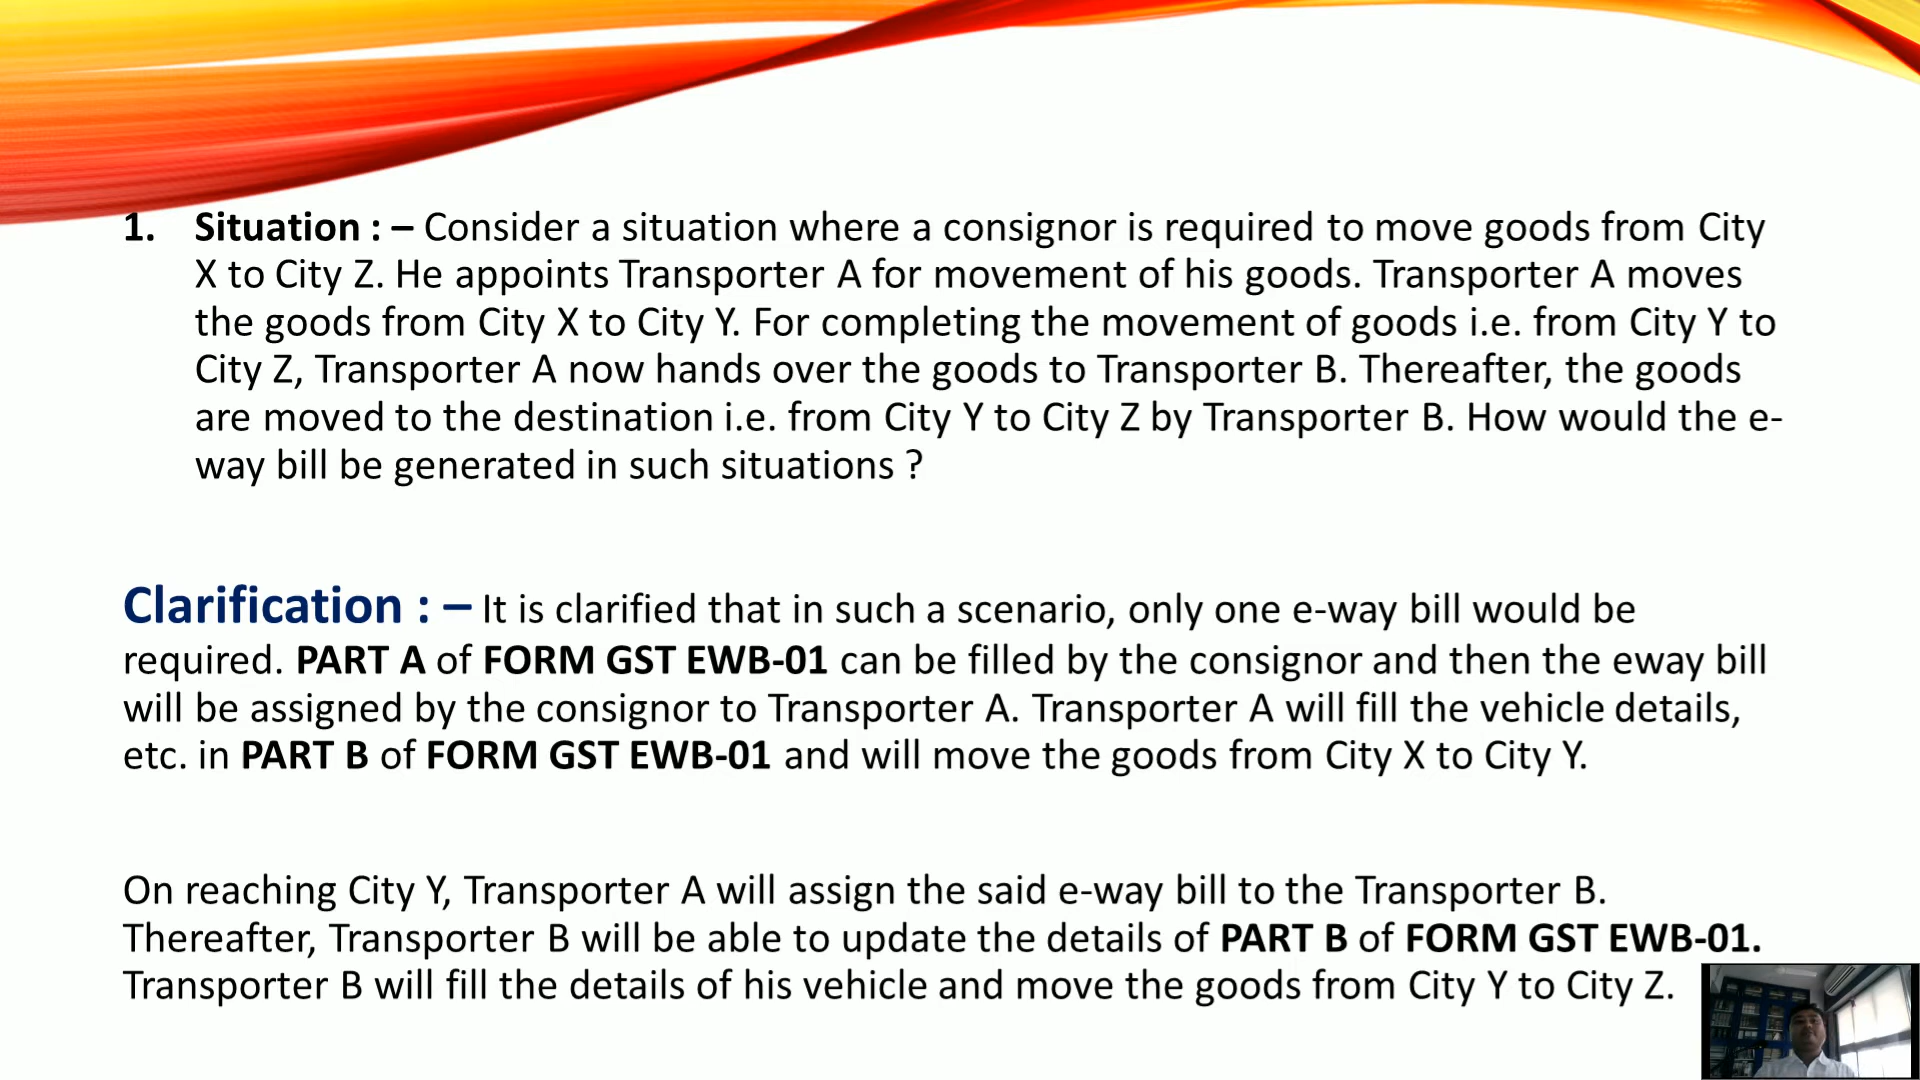 1. Situation : – Consider a situation where a consignor is required to move goods from City
X to City Z. He appoints Transporter A for movement of his goods. Transporter A moves
the goods from City X to City Y. For completing the movement of goods i.e. from City Y to
City Z, Transporter A now hands over the goods to Transporter B. Thereafter, the goods
are moved to the destination i.e. from City Y to City Z by Transporter B. How would the e-
way bill be generated in such situations ?
Clarification : – It is clarified that in such a scenario, only one e-way bill would be
required. PART A of FORM GST EWB-01 can be filled by the consignor and then the eway bill
will be assigned by the consignor to Transporter A. Transporter A will fill the vehicle details,
etc. in PART B of FORM GST EWB-01 and will move the goods from City X to City Y.
On reaching City Y, Transporter A will assign the said e-way bill to the Transporter B.
Thereafter, Transporter B will be able to update the details of PART B of FORM GST EWB-01.
Transporter B will fill the details of his vehicle and move the goods from City Y to City Z.